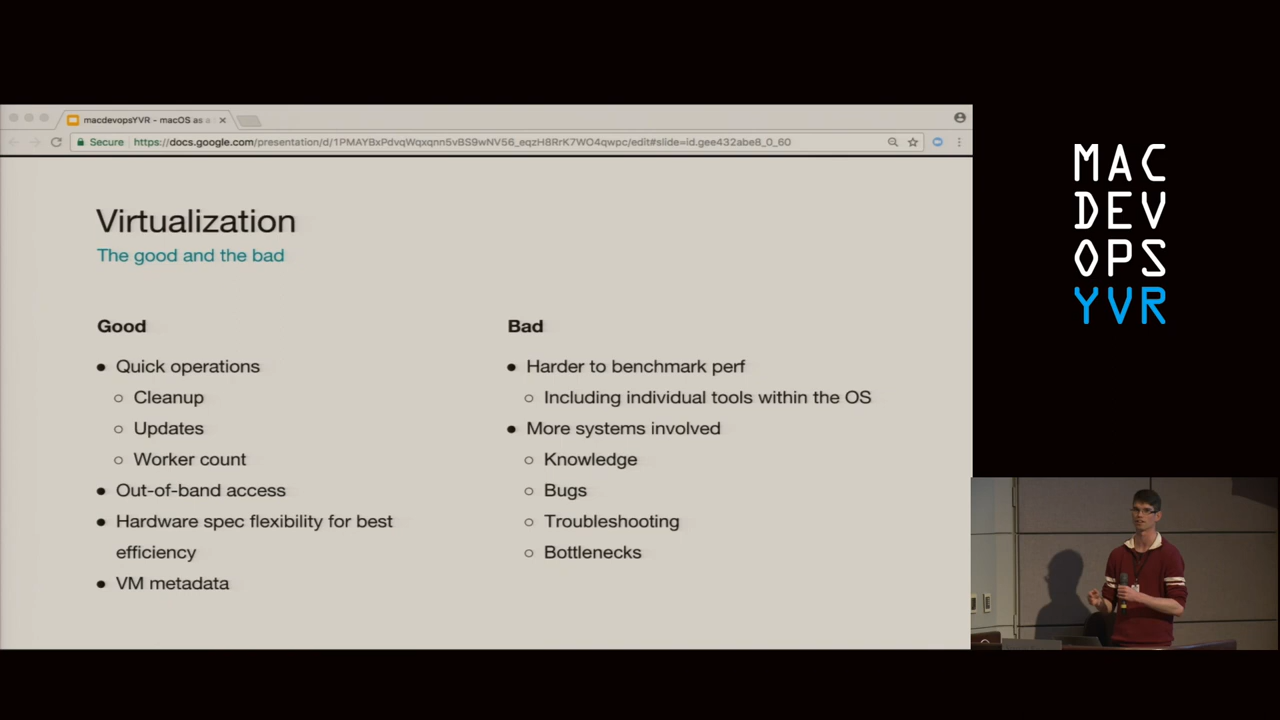 macdevopsYVR - macOS as a
Secure
https://docs.google.com/presentation/d/1PMAYBxPdvqWqxqnn5vBS9wNV56_eqzH8RrK7WO4qwpc/edit#slide=id.gee432abe8_0_60
Virtualization
The good and the bad
Good
● Quick operations
○ Cleanup
○ Updates
○ Worker count
● Out-of-band access
● Hardware spec flexibility for best
efficiency
● VM metadata
Bad
● Harder to benchmark perf
○ Including individual tools within the OS
● More systems involved
○ Knowledge
○ Bugs
○ Troubleshooting
○ Bottlenecks
MAC
DEV
OPS
YVR